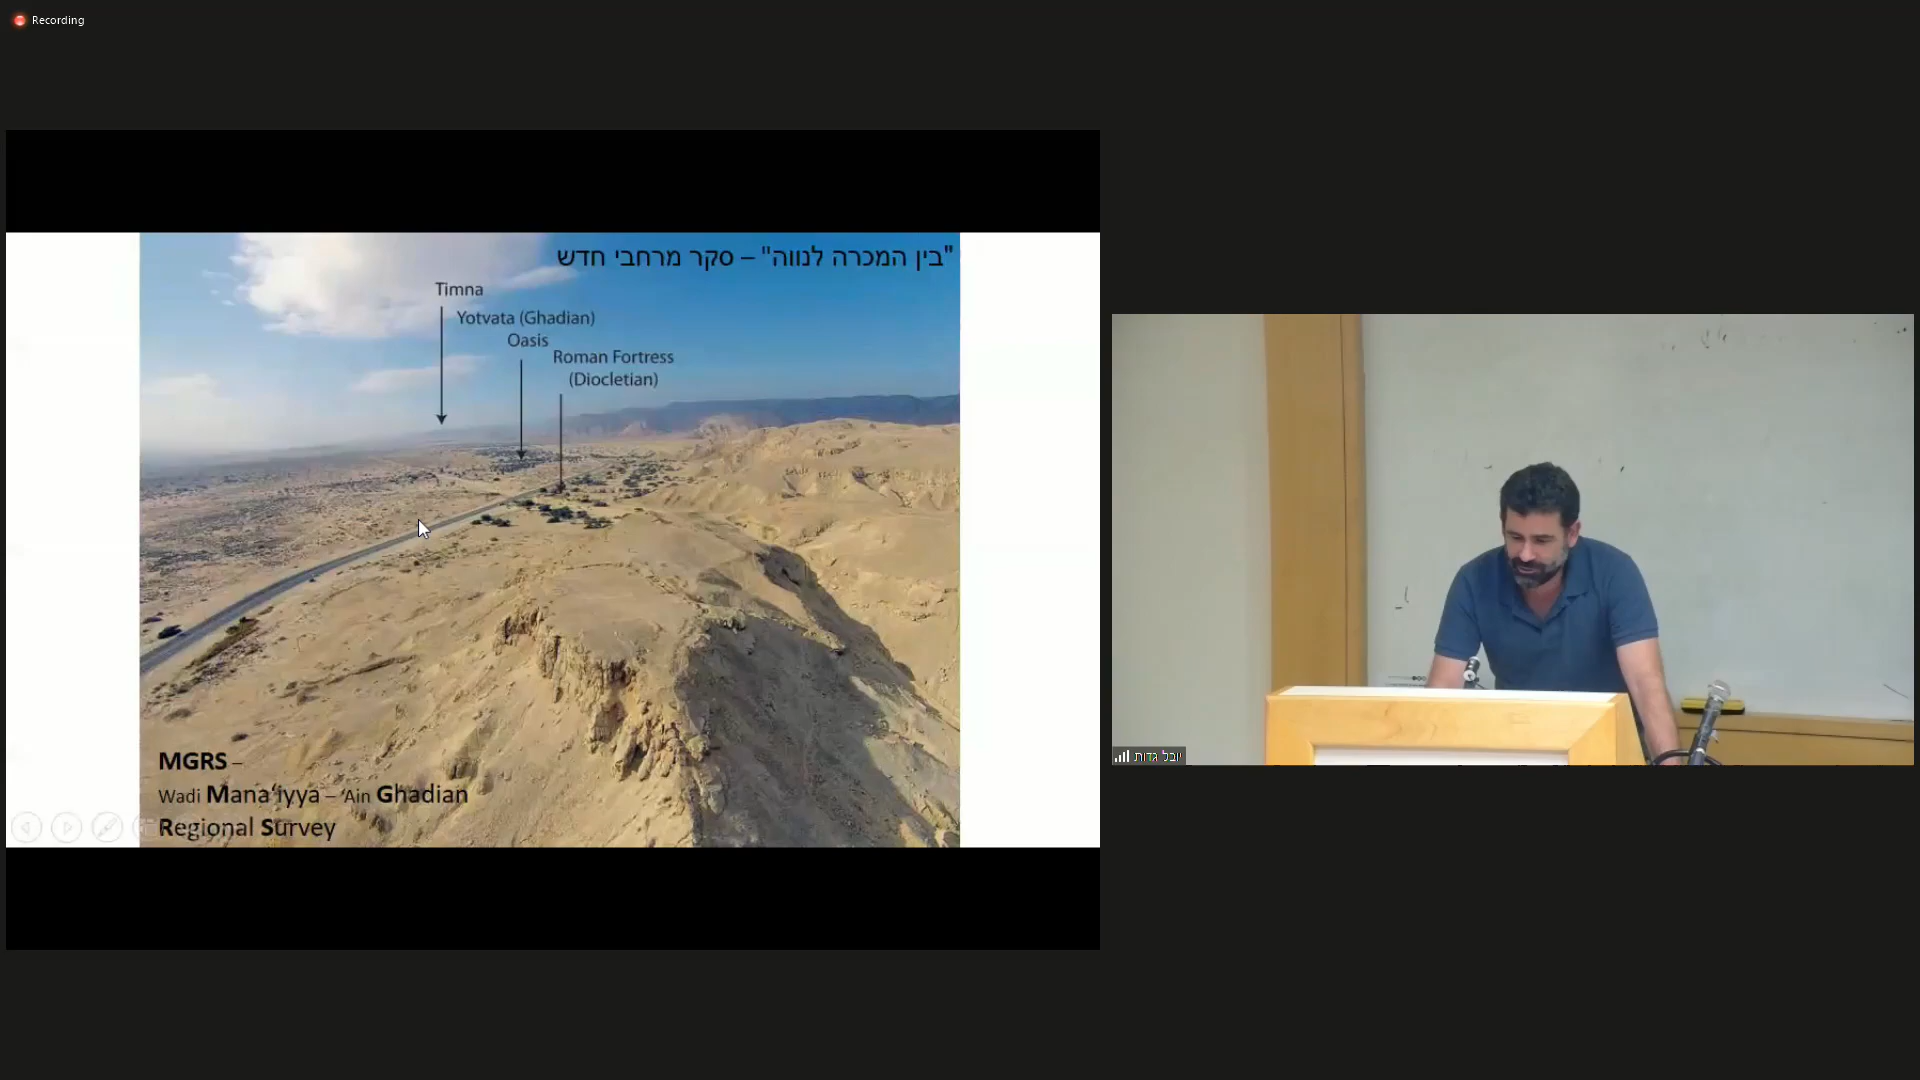 Recording
"בין המכרה לנווה" – סקר מרחבי חדש
Timna
Yotvata (Ghadian)
Oasis
Roman Fortress
(Diocletian)
MGRS –
Wadi Mana‘iyya – ‘Ain Ghadian
Regional Survey
יובל גדות